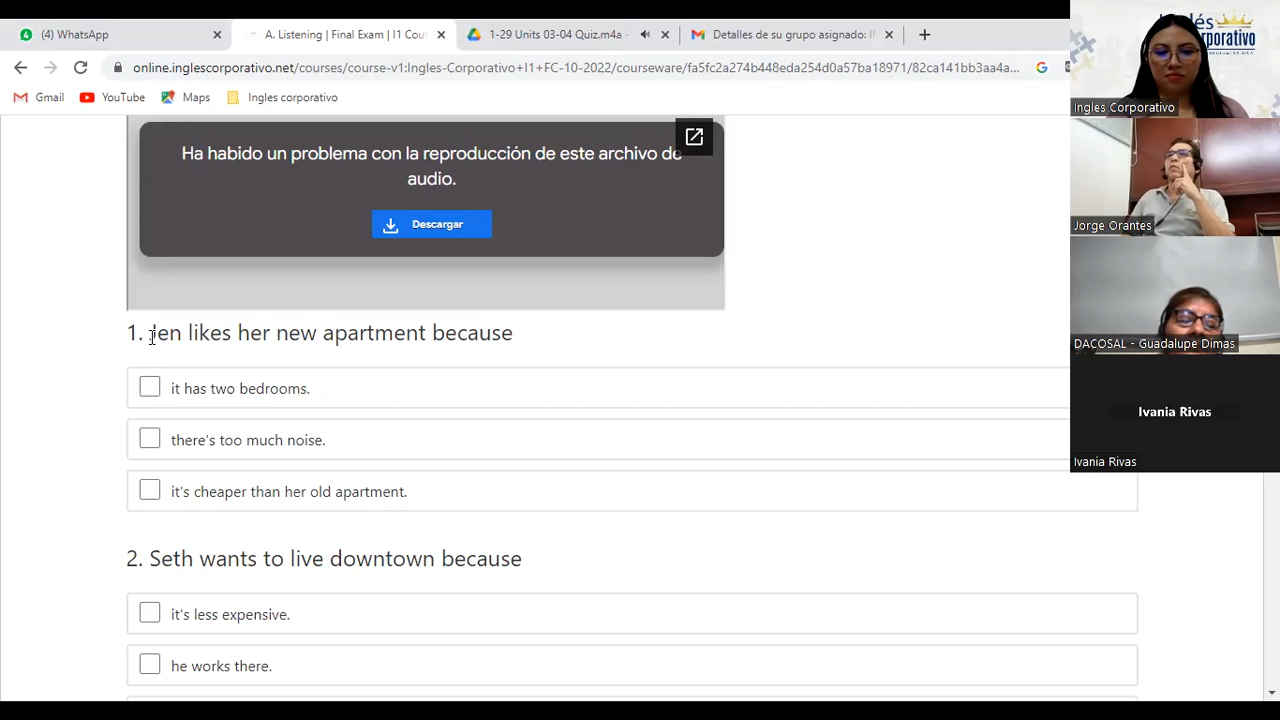 (4) WhatsApp
A. Listening | Final Exam | I1 Cou
1-29 Units 03-04 Quiz.m4a
Detalles de su grupo asignado: I
online.inglescorporativo.net/courses/course-v1:Ingles-Corporativo+I1+FC-10-2022/courseware/fa5fc2a274b448eda254d0a57ba18971/82ca141bb3aa4a...
Gmail
YouTube
Maps
Ingles corporativo
Ha habido un problema con la reproducción de este archivo de
audio.
Descargar
1. Jen likes her new apartment because
it has two bedrooms.
there's too much noise.
it's cheaper than her old apartment.
2. Seth wants to live downtown because
it's less expensive.
he works there.
Ingles Corporativo
Jorge Orantes
DACOSAL - Guadalupe Dimas
Ivania Rivas
Ivania Rivas